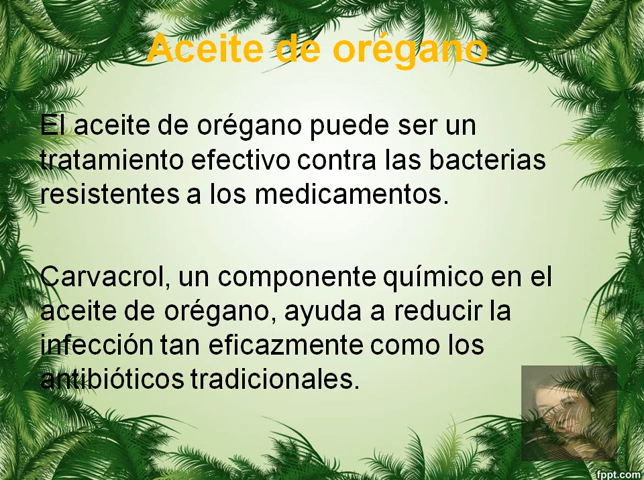 Aceite de orégano
El aceite de orégano puede ser un
tratamiento efectivo contra las bacterias
resistentes a los medicamentos.
Carvacrol, un componente químico en el
aceite de orégano, ayuda a reducir la
infección tan eficazmente como los
antibióticos tradicionales.
fppt.com